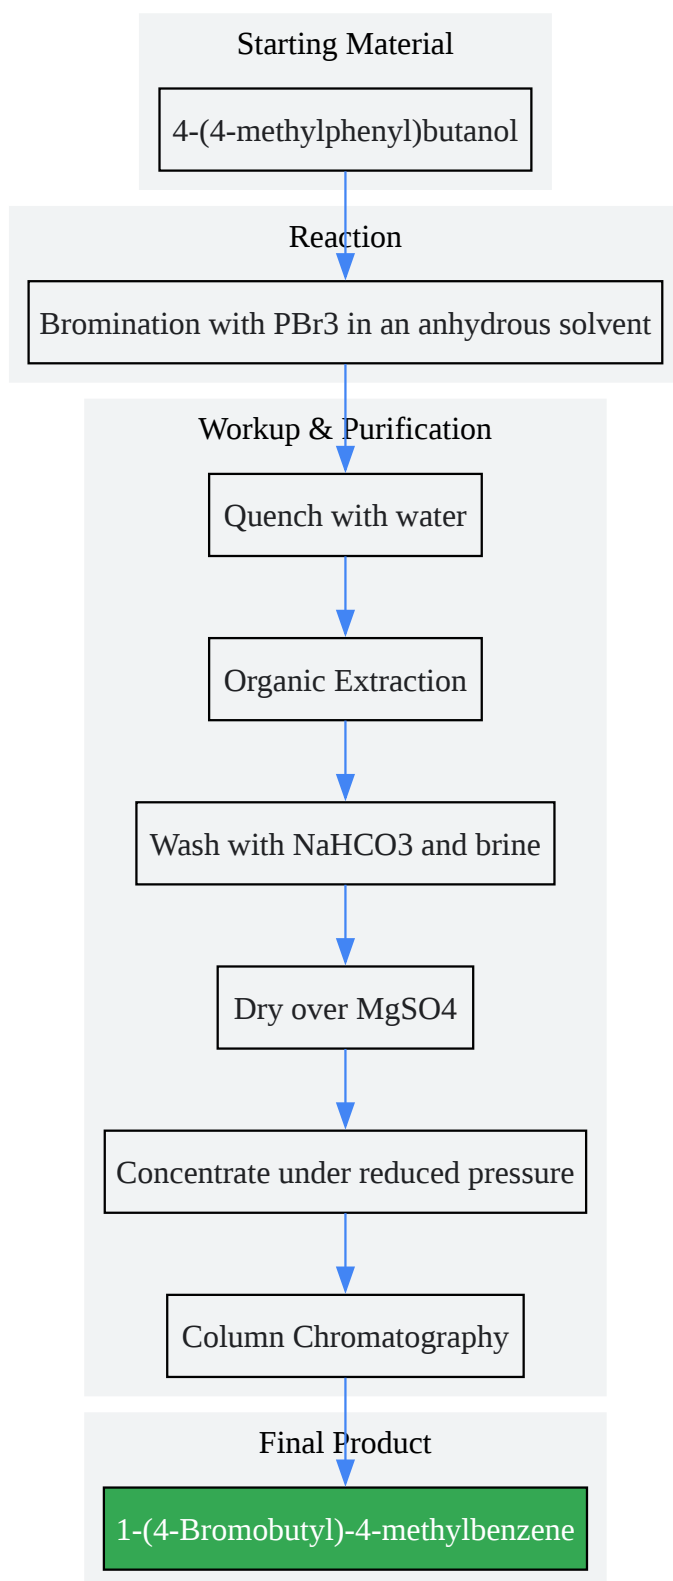 Starting Material
4-(4-methylphenyl)butanol
Reaction
Bromination with PBr3 in an anhydrous solvent
Workup & Purification
Quench with water
Organic Extraction
Wash with NaHCO3 and brine
Dry over MgSO4
Concentrate under reduced pressure
Column Chromatography
Final Product
1-(4-Bromobutyl)-4-methylbenzene